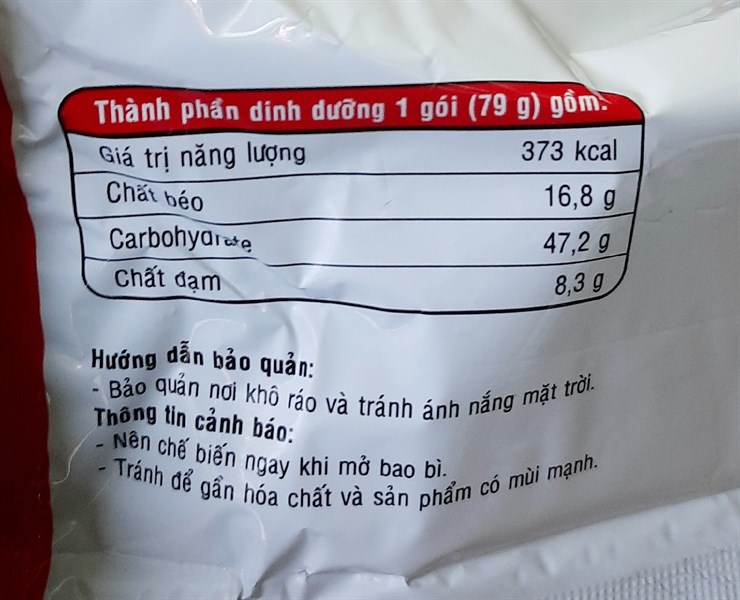 Thành phần dinh dưỡng 1 gói (79 g) gồm:
Giá trị năng lượng 373 kcal
Chất béo 16,8 g
Carbohydrate 47,2 g
Chất đạm 8,3 g
Hướng dẫn bảo quản:
- Bảo quản nơi khô ráo và tránh ánh nắng mặt trời.
Thông tin cảnh báo:
- Nên chế biến ngay khi mở bao bì.
- Tránh để gần hóa chất và sản phẩm có mùi mạnh.